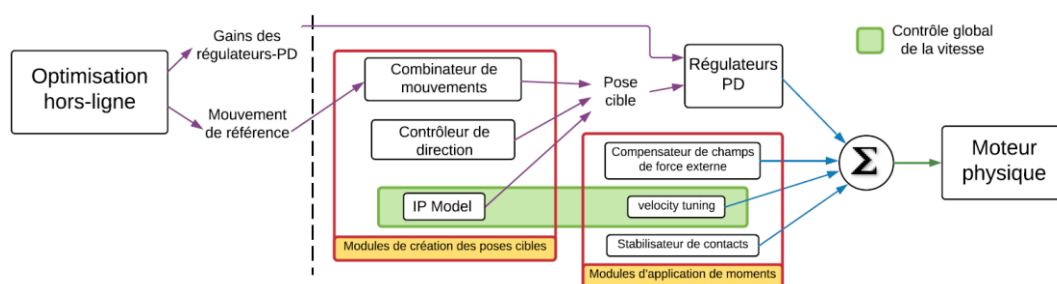 Optimisation
hors-ligne
Gains des
régulateurs-PD
Mouvement
de référence
Combinateur de
mouvements
Contrôleur de
direction
IP Model
Modules de création des poses cibles
Pose
cible
Régulateurs
PD
Compensateur de champs
de force externe
velocity tuning
Stabilisateur de contacts
Modules d'application de moments
Contrôle global
de la vitesse
Σ
Moteur
physique